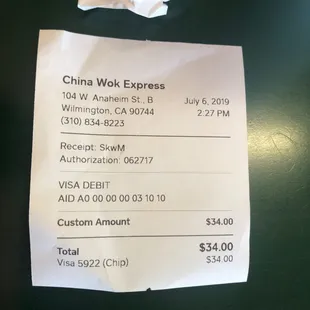 China Wok Express
104 W. Anaheim St., B July 6, 2019
Wilmington, CA 90744 2:27 PM
(310) 834-8223
Receipt: SkwM
Authorization: 062717
VISA DEBIT
AID A0 00 00 00 03 10 10
Custom Amount $34.00
Total $34.00
Visa 5922 (Chip) $34.00